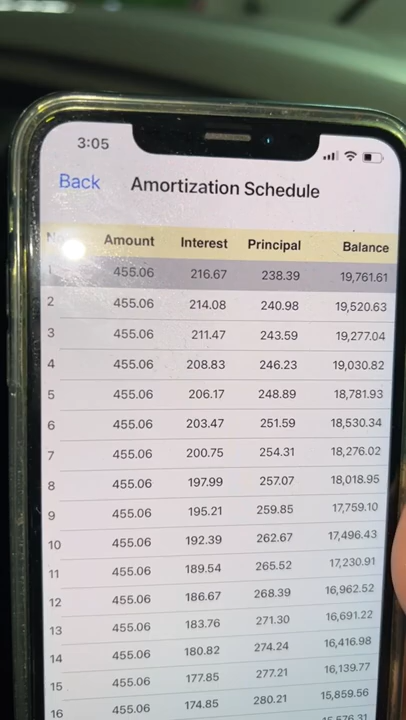 3:05
Back Amortization Schedule
No. Amount Interest Principal Balance
1 455.06 216.67 238.39 19,761.61
2 455.06 214.08 240.98 19,520.63
3 455.06 211.47 243.59 19,277.04
4 455.06 208.83 246.23 19,030.82
5 455.06 206.17 248.89 18,781.93
6 455.06 203.47 251.59 18,530.34
7 455.06 200.75 254.31 18,276.02
8 455.06 197.99 257.07 18,018.95
9 455.06 195.21 259.85 17,759.10
10 455.06 192.39 262.67 17,496.43
11 455.06 189.54 265.52 17,230.91
12 455.06 186.67 268.39 16,962.52
13 455.06 183.76 271.30 16,691.22
14 455.06 180.82 274.24 16,416.98
15 455.06 177.85 277.21 16,139.77
16 455.06 174.85 280.21 15,859.56